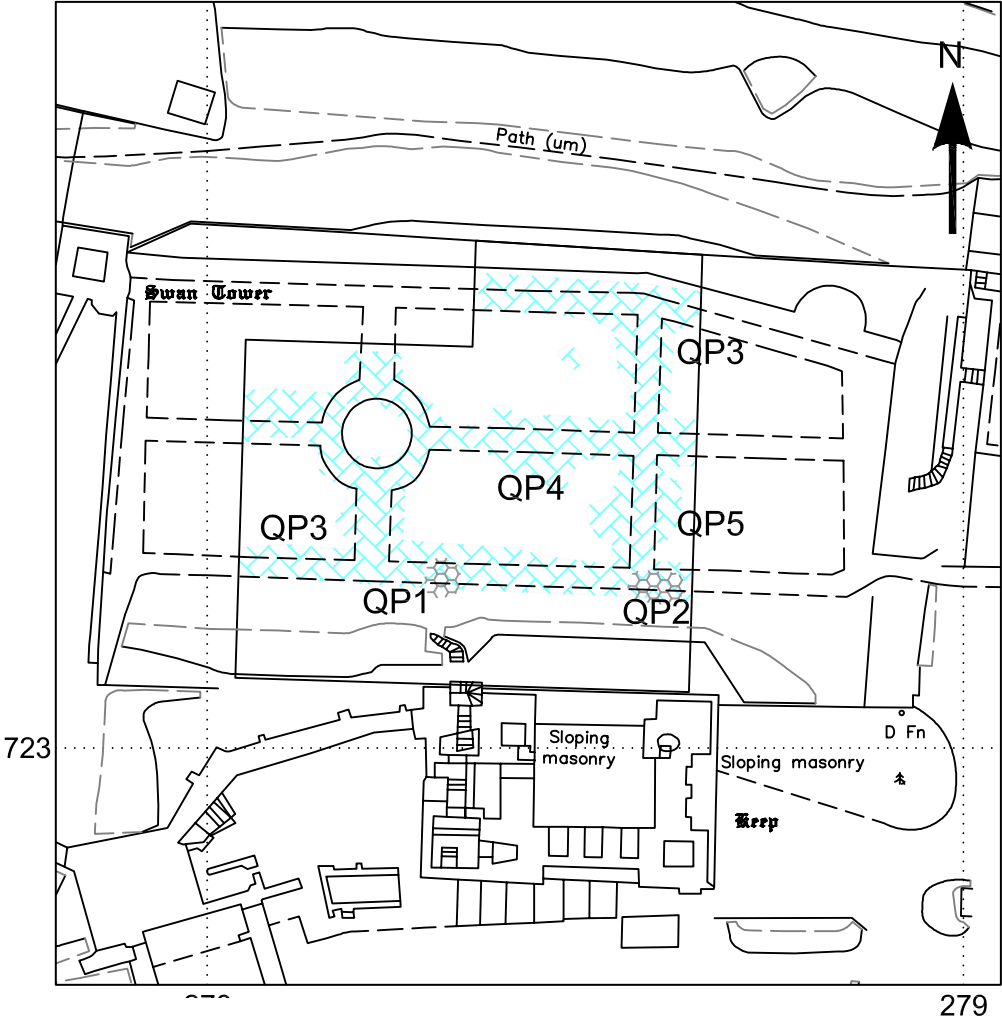 N
Path (um)
Swan Tower
QP3
QP4
QP3
QP5
QP1
QP2
723
Sloping
masonry
D Fn
Sloping masonry
Keep
279